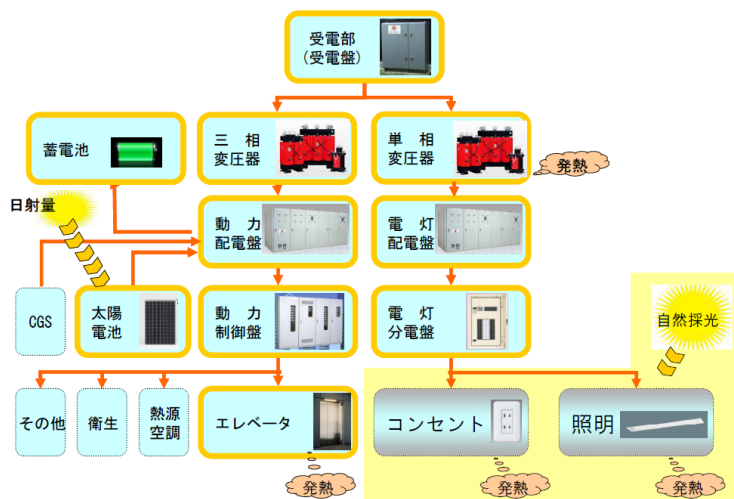 受電部
（受電盤）
蓄電池
三　相
変圧器
単　相
変圧器
発熱
日射量
動　力
配電盤
電　灯
配電盤
CGS
太陽
電池
動　力
制御盤
電　灯
分電盤
自然採光
その他
衛生
熱源
空調
エレベータ
コンセント
照明
発熱
発熱
発熱